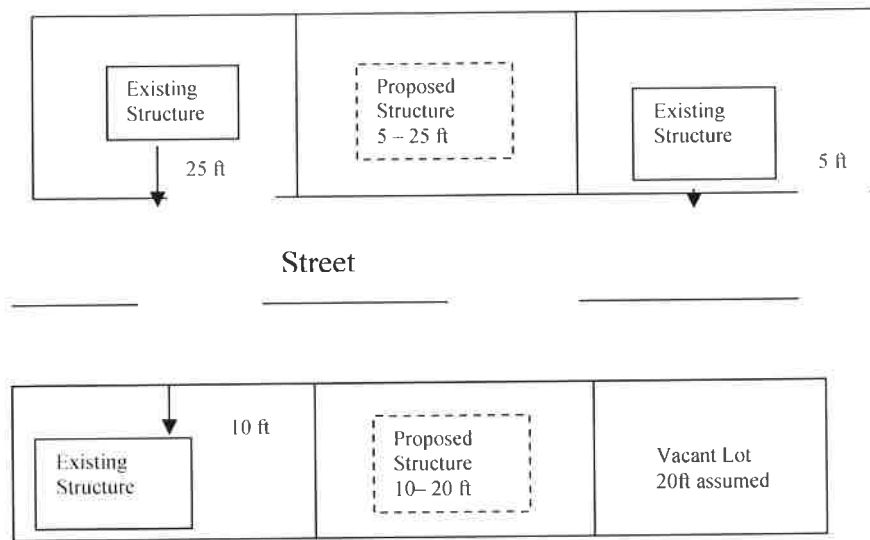 Existing
Structure
25 ft
Proposed
Structure
5 – 25 ft
Existing
Structure
5 ft
Street
Existing
Structure
10 ft
Proposed
Structure
10– 20 ft
Vacant Lot
20ft assumed